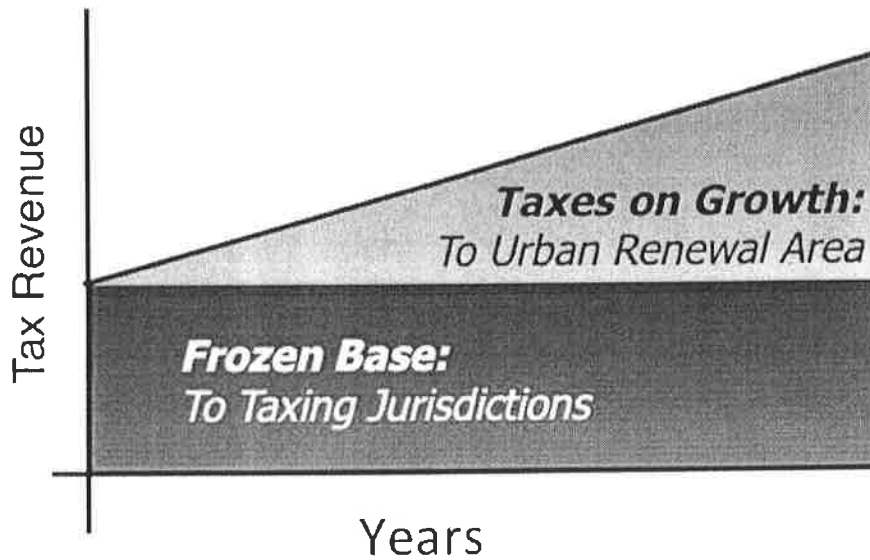 Tax Revenue
Taxes on Growth:
To Urban Renewal Area
Frozen Base:
To Taxing Jurisdictions
Years